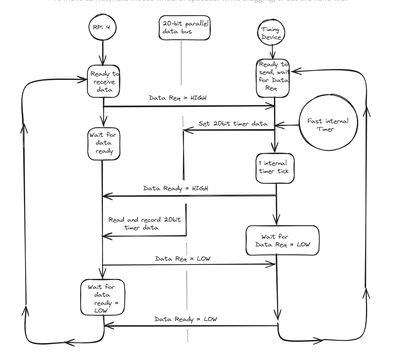 RPi 4
20-bit parallel
data bus
Timing
Device
Ready to
receive
data
Ready to
send, wait
for Data
Req
Data Req = HIGH
Set 20bit timer data
Fast internal
Timer
Wait for
data
ready
1 internal
timer tick
Data Ready = HIGH
Read and record 20bit
timer data
Wait for
Data Req = LOW
Data Req = LOW
Wait for
data
ready =
LOW
Data Ready = LOW